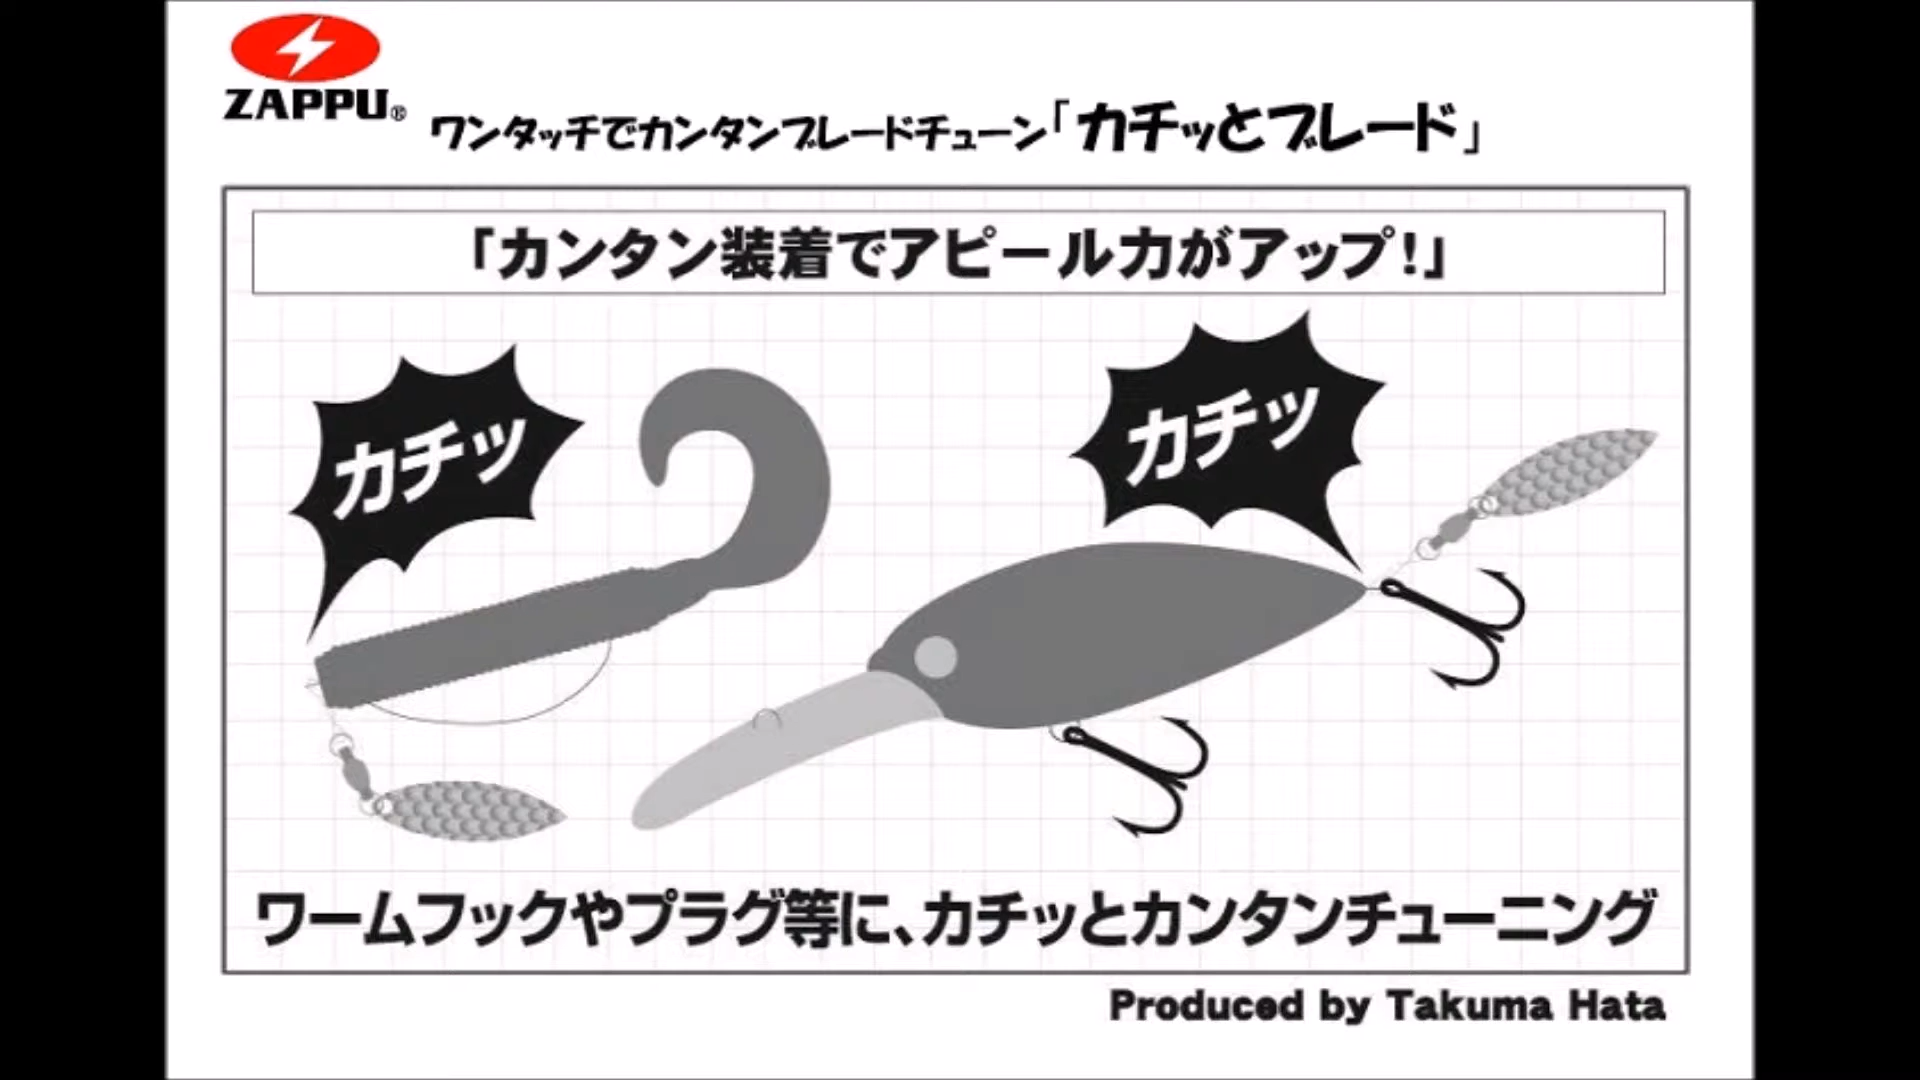 ZAPPU®
ワンタッチでカンタンブレードチューン「カチッとブレード」
「カンタン装着でアピール力がアップ!」
カチッ
カチッ
ワームフックやプラグ等に、カチッとカンタンチューニング
Produced by Takuma Hata